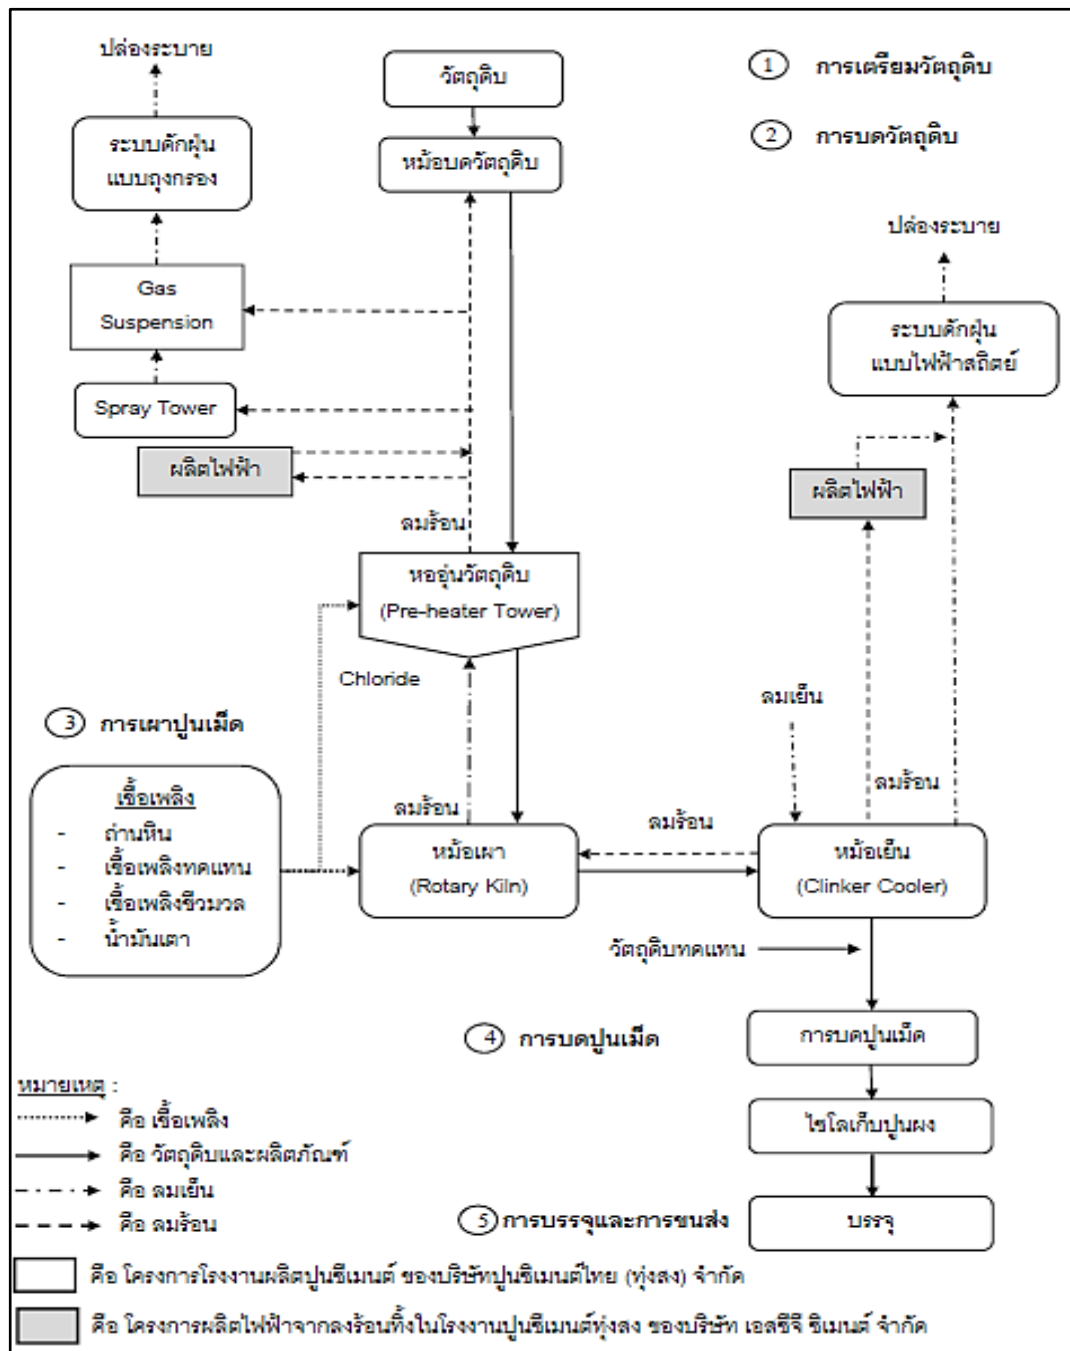 ปล่องระบาย
วัตถุดิบ
1 การเตรียมวัตถุดิบ
ระบบดักฝุ่น
แบบถุงกรอง
หม้อบดวัตถุดิบ
2 การบดวัตถุดิบ
ปล่องระบาย
Gas
Suspension
ระบบดักฝุ่น
แบบไฟฟ้าสถิตย์
Spray Tower
ผลิตไฟฟ้า
ผลิตไฟฟ้า
ลมร้อน
หออุ่นวัตถุดิบ
(Pre-heater Tower)
Chloride
ลมเย็น
3 การเผาปูนเม็ด
เชื้อเพลิง
- ถ่านหิน
- เชื้อเพลิงทดแทน
- เชื้อเพลิงชีวมวล
- น้ำมันเตา
ลมร้อน
ลมร้อน
ลมร้อน
หม้อเผา
(Rotary Kiln)
หม้อเย็น
(Clinker Cooler)
วัตถุดิบทดแทน
4 การบดปูนเม็ด
การบดปูนเม็ด
ไซโลเก็บปูนผง
5 การบรรจุและการขนส่ง
บรรจุ
หมายเหตุ :
คือ เชื้อเพลิง
คือ วัตถุดิบและผลิตภัณฑ์
คือ ลมเย็น
คือ ลมร้อน
คือ โครงการโรงงานผลิตปูนซีเมนต์ ของบริษัทปูนซิเมนต์ไทย (ทุ่งสง) จำกัด
คือ โครงการผลิตไฟฟ้าจากลงร้อนทิ้งในโรงงานปูนซีเมนต์ทุ่งสง ของบริษัท เอสซีจี ซิเมนต์ จำกัด